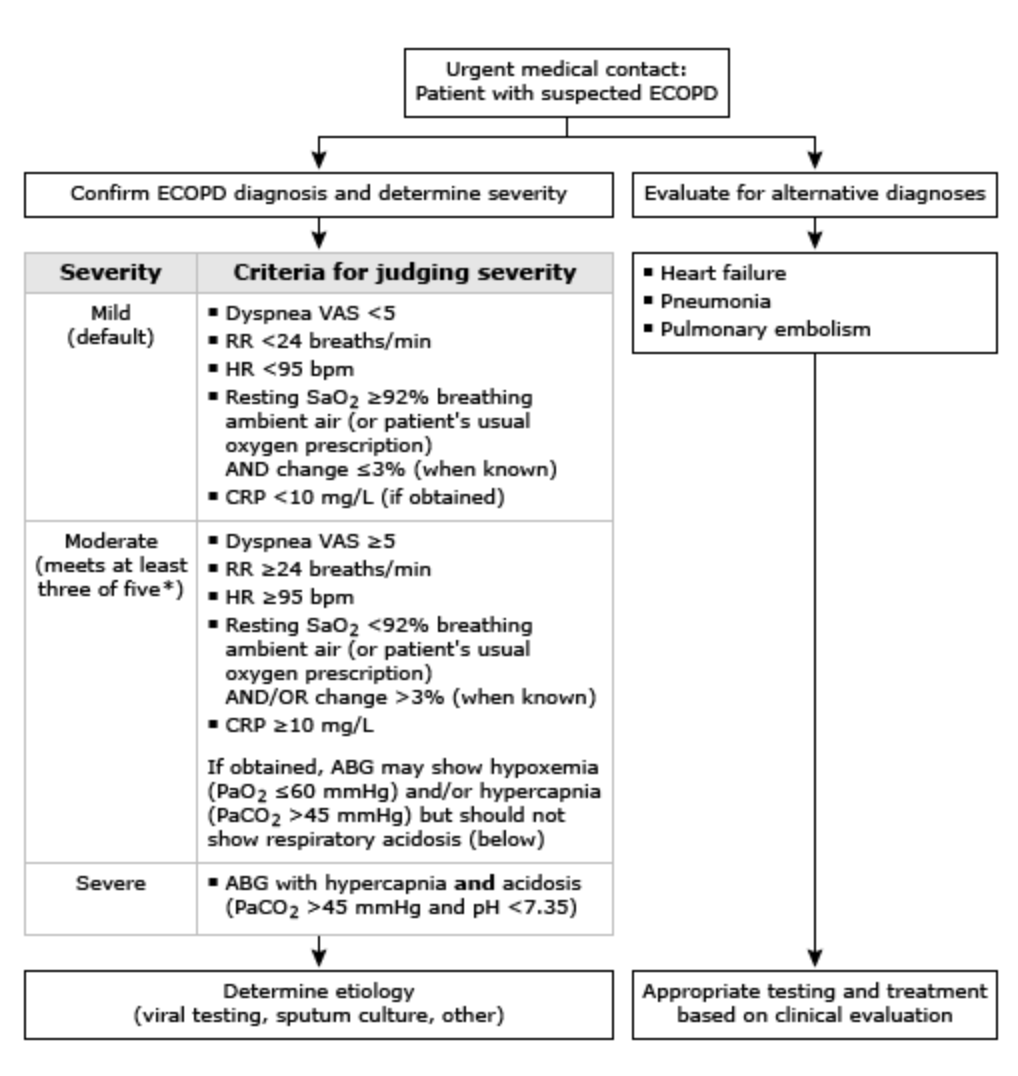 Urgent medical contact:
Patient with suspected ECOPD
Confirm ECOPD diagnosis and determine severity
Evaluate for alternative diagnoses
Severity
Criteria for judging severity
Mild
(default)
▪ Dyspnea VAS <5
▪ RR <24 breaths/min
▪ HR <95 bpm
▪ Resting SaO₂ ≥92% breathing
ambient air (or patient's usual
oxygen prescription)
AND change ≤3% (when known)
▪ CRP <10 mg/L (if obtained)
Moderate
(meets at least
three of five*)
▪ Dyspnea VAS ≥5
▪ RR ≥24 breaths/min
▪ HR ≥95 bpm
▪ Resting SaO₂ <92% breathing
ambient air (or patient's usual
oxygen prescription)
AND/OR change >3% (when known)
▪ CRP ≥10 mg/L
If obtained, ABG may show hypoxemia
(PaO₂ ≤60 mmHg) and/or hypercapnia
(PaCO₂ >45 mmHg) but should not
show respiratory acidosis (below)
Severe
▪ ABG with hypercapnia and acidosis
(PaCO₂ >45 mmHg and pH <7.35)
▪ Heart failure
▪ Pneumonia
▪ Pulmonary embolism
Determine etiology
(viral testing, sputum culture, other)
Appropriate testing and treatment
based on clinical evaluation